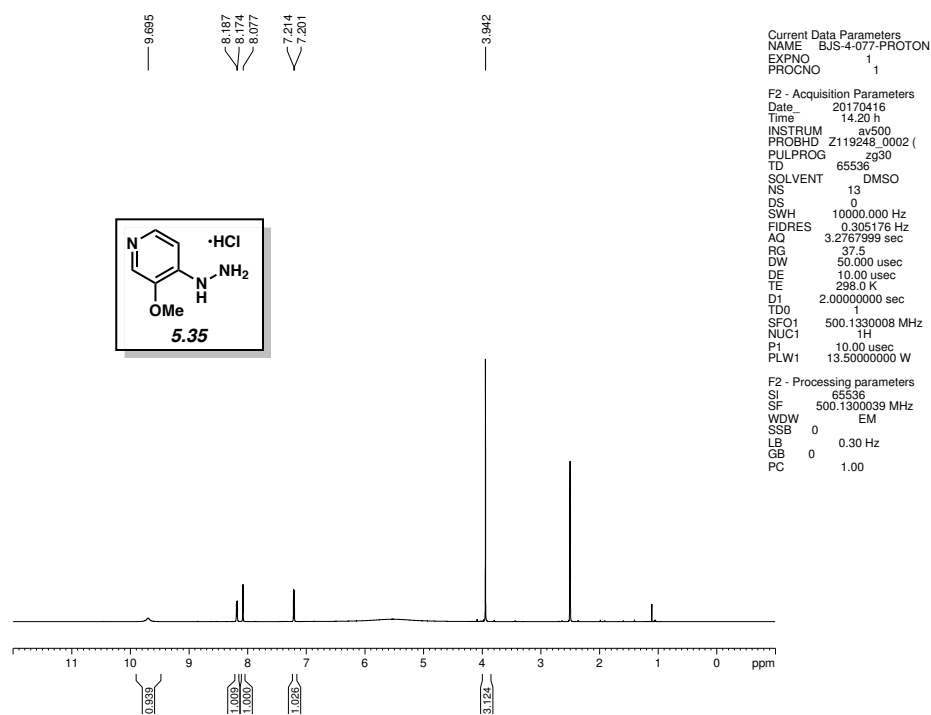 9.695
8.187
8.174
8.077
7.214
7.201
3.942
Current Data Parameters
NAME BJS-4-077-PROTON
EXPNO 1
PROCNO 1
F2 - Acquisition Parameters
Date_ 20170416
Time 14.20 h
INSTRUM av500
PROBHD Z119248_0002 (
PULPROG zg30
TD 65536
SOLVENT DMSO
NS 13
DS 0
SWH 10000.000 Hz
FIDRES 0.305176 Hz
AQ 3.2767999 sec
RG 37.5
DW 50.000 usec
DE 10.00 usec
TE 298.0 K
D1 2.00000000 sec
TD0 1
SFO1 500.1330008 MHz
NUC1 1H
P1 10.00 usec
PLW1 13.50000000 W
F2 - Processing parameters
SI 65536
SF 500.1300039 MHz
WDW EM
SSB 0
LB 0.30 Hz
GB 0
PC 1.00
N
·HCl
NH2
N
H
OMe
5.35
11 10 9 8 7 6 5 4 3 2 1 0 ppm
0.939
1.009
1.000
1.026
3.124